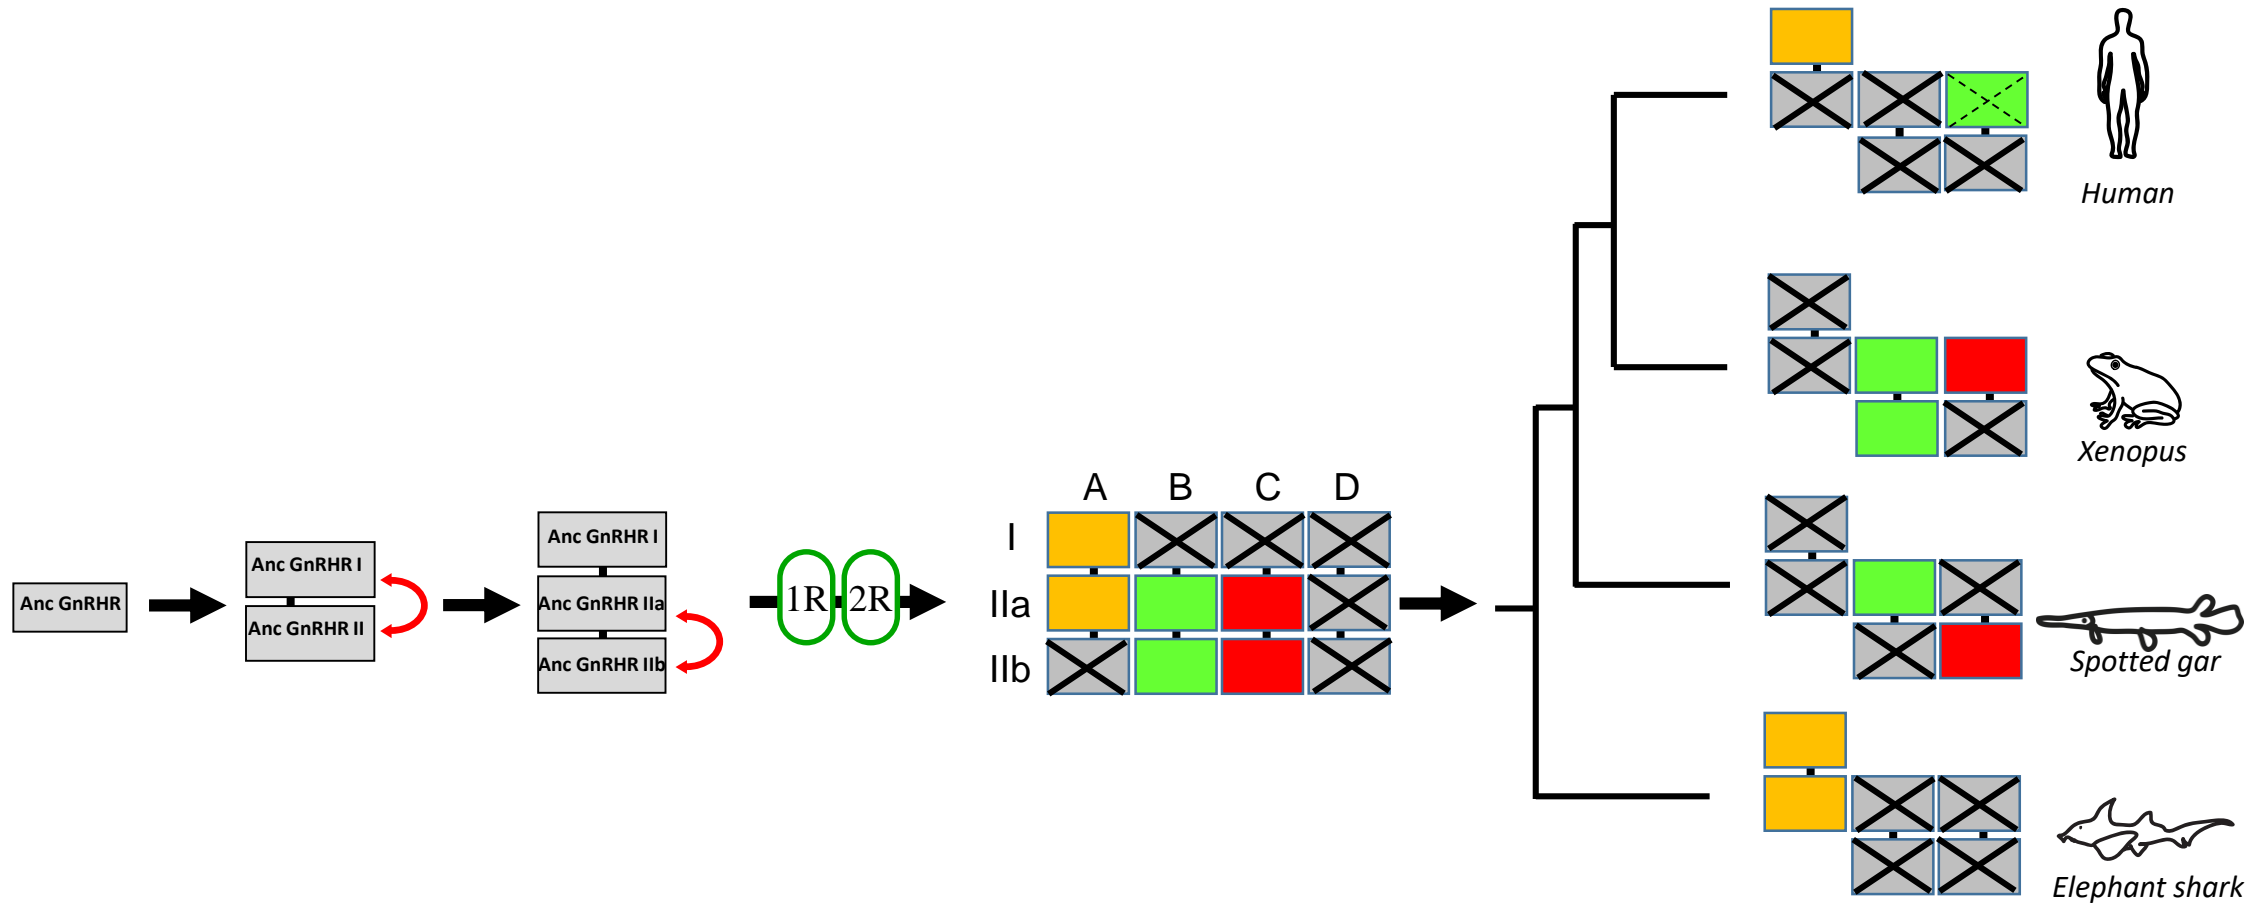 Anc GnRHR
Anc GnRHR I
Anc GnRHR II
Anc GnRHR I
Anc GnRHR IIa
Anc GnRHR IIb
1R 2R
A B C D
I
IIa
IIb
Human
Xenopus
Spotted gar
Elephant shark